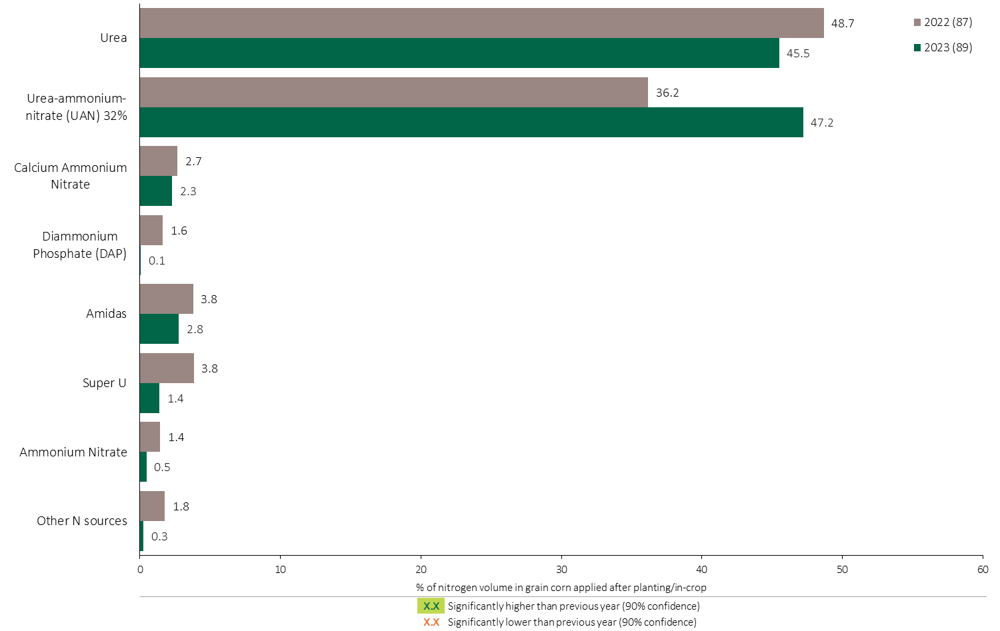 Urea
48.7
45.5
2022 (87)
2023 (89)
Urea-ammonium-
nitrate (UAN) 32%
36.2
47.2
Calcium Ammonium
Nitrate
2.7
2.3
Diammonium
Phosphate (DAP)
1.6
0.1
Amidas
3.8
2.8
Super U
3.8
1.4
Ammonium Nitrate
1.4
0.5
Other N sources
1.8
0.3
0 10 20 30 40 50 60
% of nitrogen volume in grain corn applied after planting/in-crop
X.X Significantly higher than previous year (90% confidence)
X.X Significantly lower than previous year (90% confidence)